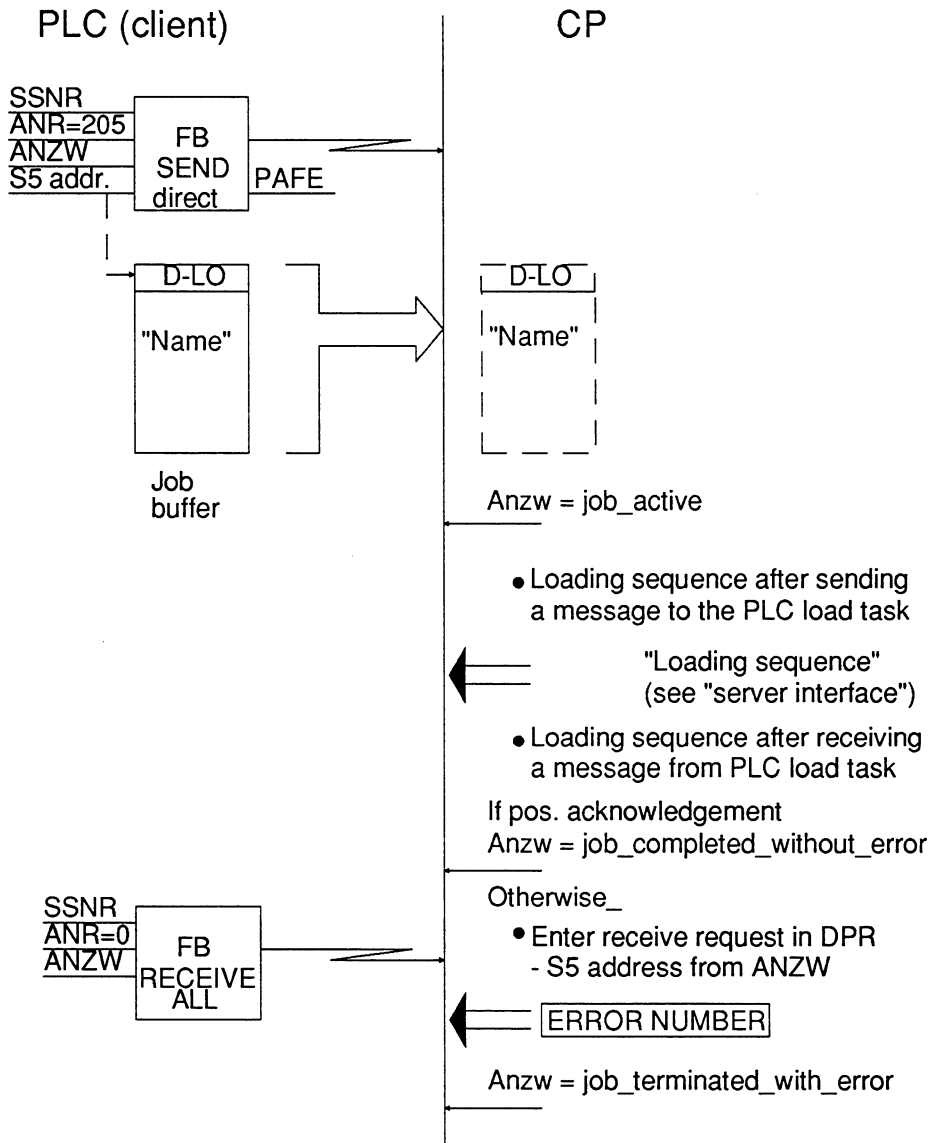 PLC (client)
CP
SSNR
ANR=205
ANZW
S5 addr.
FB
SEND
direct
PAFE
D-LO
"Name"
Job
buffer
D-LO
"Name"
Anzw = job_active
• Loading sequence after sending
a message to the PLC load task
"Loading sequence"
(see "server interface")
• Loading sequence after receiving
a message from PLC load task
If pos. acknowledgement
Anzw = job_completed_without_error
Otherwise_
SSNR
ANR=0
ANZW
FB
RECEIVE
ALL
• Enter receive request in DPR
- S5 address from ANZW
ERROR NUMBER
Anzw = job_terminated_with_error